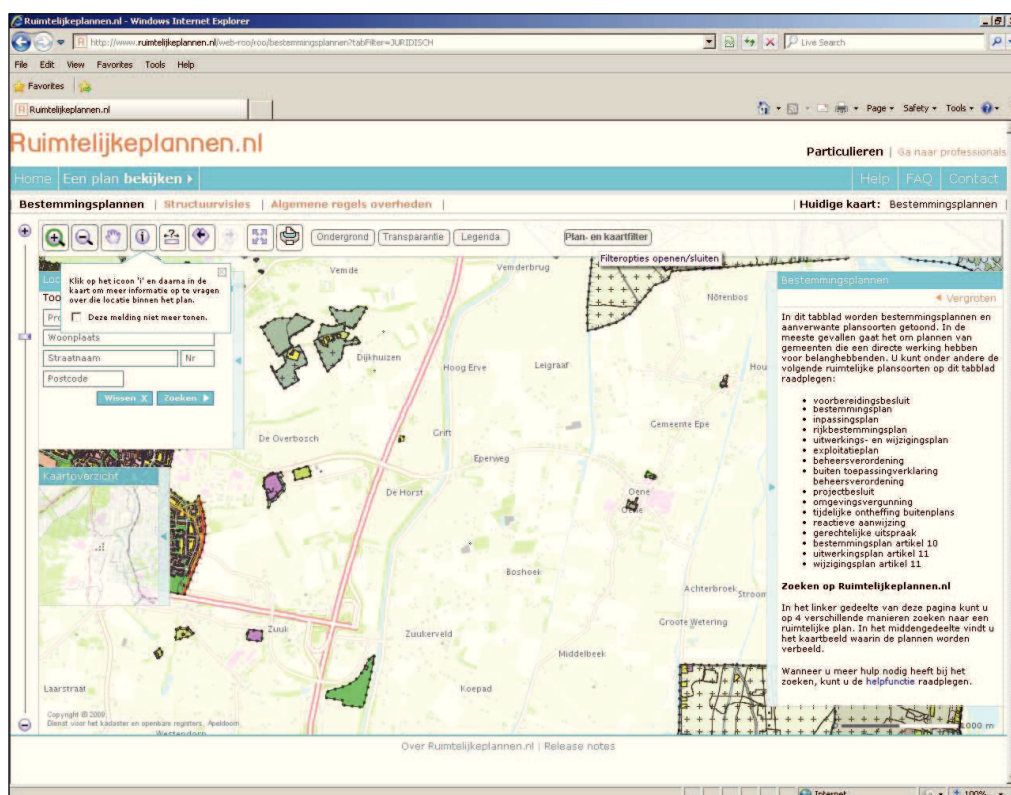 Ruimtelijkeplannen.nl - Windows Internet Explorer
http://www.ruimtelijkeplannen.nl/web-roo/roo/bestemmingsplannen?tabFilter=JURIDISCH
Live Search
File Edit View Favorites Tools Help
Favorites
Ruimtelijkeplannen.nl
Page Safety Tools
Ruimtelijkeplannen.nl
Particulieren | Ga naar professionals
Home Een plan bekijken
Help FAQ Contact
Bestemmingsplannen | Structuurvisies | Algemene regels overheden |
Huidige kaart: Bestemmingsplannen
Ondergrond Transparantie Legenda Plan- en kaartfilter
Filteropties openen/sluiten
Klik op het icoon 'i' en daarna in de
kaart om meer informatie op te vragen
over die locatie binnen het plan.
Deze melding niet meer tonen.
Woonplaats
Straatnaam Nr
Postcode
Wissen X Zoeken
Kaartoverzicht
Vemde
Vemderbrug
Nötenbos
Dijkhuizen
Hoog Erve
Leigraaf
Hou
De Overbosch
Grift
Gemeente Epe
Eperweg
De Horst
Oene
Oene
Boshoek
Achterbroek
Stroom
Zuuk
Zuukerveld
Groote Wetering
Middelbeek
Laarstraat
Koepad
Copyright © 2009
Dienst voor het kadaster en openbare registers, Apeldoorn
Westendorp
1000 m
Bestemmingsplannen
Vergroten
In dit tabblad worden bestemmingsplannen en
aanverwante plansoorten getoond. In de
meeste gevallen gaat het om plannen van
gemeenten die een directe werking hebben
voor belanghebbenden. U kunt onder andere de
volgende ruimtelijke plansoorten op dit tabblad
raadplegen:
• voorbereidingsbesluit
• bestemmingsplan
• inpassingsplan
• rijkbestemmingsplan
• uitwerkings- en wijzigingsplan
• exploitatieplan
• beheersverordening
• buiten toepassingverklaring
beheersverordening
• projectbesluit
• omgevingsvergunning
• tijdelijke ontheffing buitenplans
• reactieve aanwijzing
• gerechtelijke uitspraak
• bestemmingsplan artikel 10
• uitwerkingsplan artikel 11
• wijzigingsplan artikel 11
Zoeken op Ruimtelijkeplannen.nl
In het linker gedeelte van deze pagina kunt u
op 4 verschillende manieren zoeken naar een
ruimtelijke plan. In het middengedeelte vindt u
het kaartbeeld waarin de plannen worden
verbeeld.
Wanneer u meer hulp nodig heeft bij het
zoeken, kunt u de helpfunctie raadplegen.
Over Ruimtelijkeplannen.nl | Release notes
Internet
100%